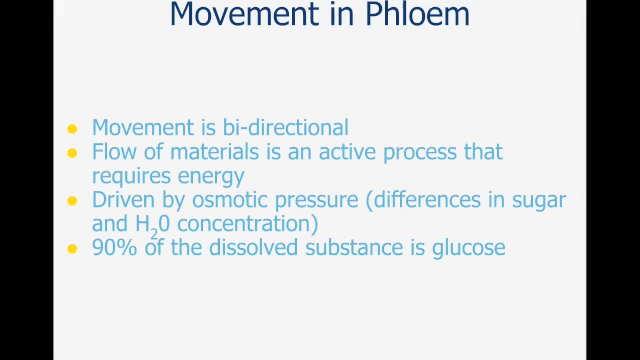 Movement in Phloem
Movement is bi-directional
Flow of materials is an active process that
requires energy
Driven by osmotic pressure (differences in sugar
and H20 concentration)
90% of the dissolved substance is glucose